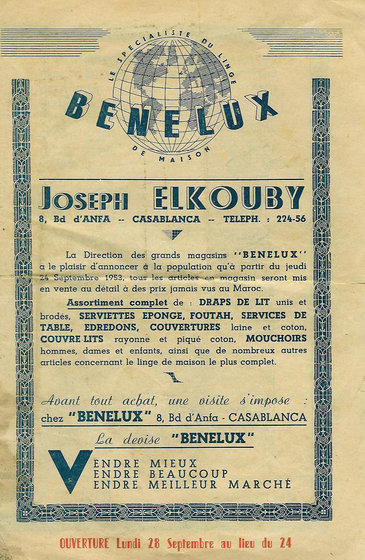 LE SPECIALISTE DU LINGE
BENELUX
DE MAISON
JOSEPH ELKOUBY
8, Bd d'ANFA -- CASABLANCA -- TELEPH. : 224-56
La Direction des grands magasins "BENELUX"
a le plaisir d'annoncer à la population qu'à partir du jeudi
24 Septembre 1953, tous les articles en magasin seront mis
en vente au détail à des prix jamais vus au Maroc.
Assortiment complet de : DRAPS DE LIT unis et
brodés, SERVIETTES EPONGE, FOUTAH, SERVICES DE
TABLE, EDREDONS, COUVERTURES laine et coton,
COUVRE LITS rayonne et piqué coton, MOUCHOIRS
hommes, dames et enfants, ainsi que de nombreux autres
articles concernant le linge de maison le plus complet.
Avant tout achat, une visite s'impose :
chez "BENELUX" 8, Bd d'Anfa - CASABLANCA
La devise "BENELUX"
VENDRE MIEUX
VENDRE BEAUCOUP
VENDRE MEILLEUR MARCHÉ
OUVERTURE Lundi 28 Septembre au lieu du 24